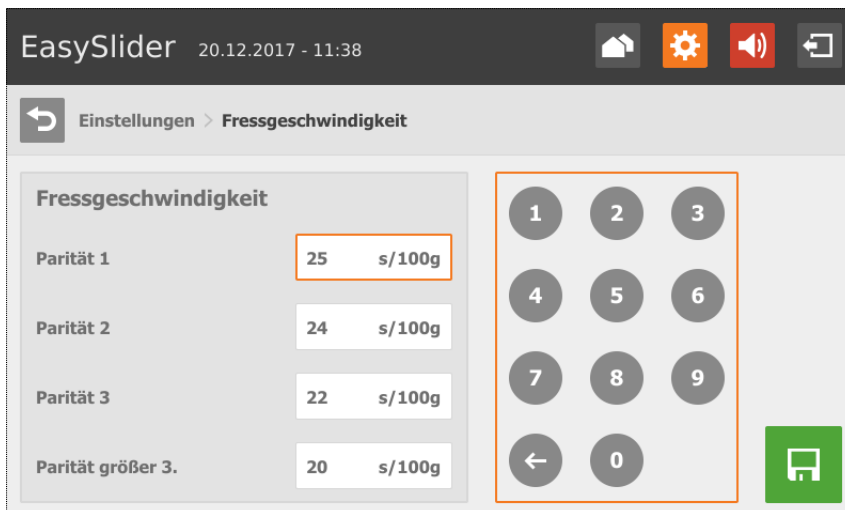 EasySlider 20.12.2017 - 11:38
Einstellungen > Fressgeschwindigkeit
Fressgeschwindigkeit
Parität 1 25 s/100g
Parität 2 24 s/100g
Parität 3 22 s/100g
Parität größer 3. 20 s/100g
1 2 3
4 5 6
7 8 9
← 0